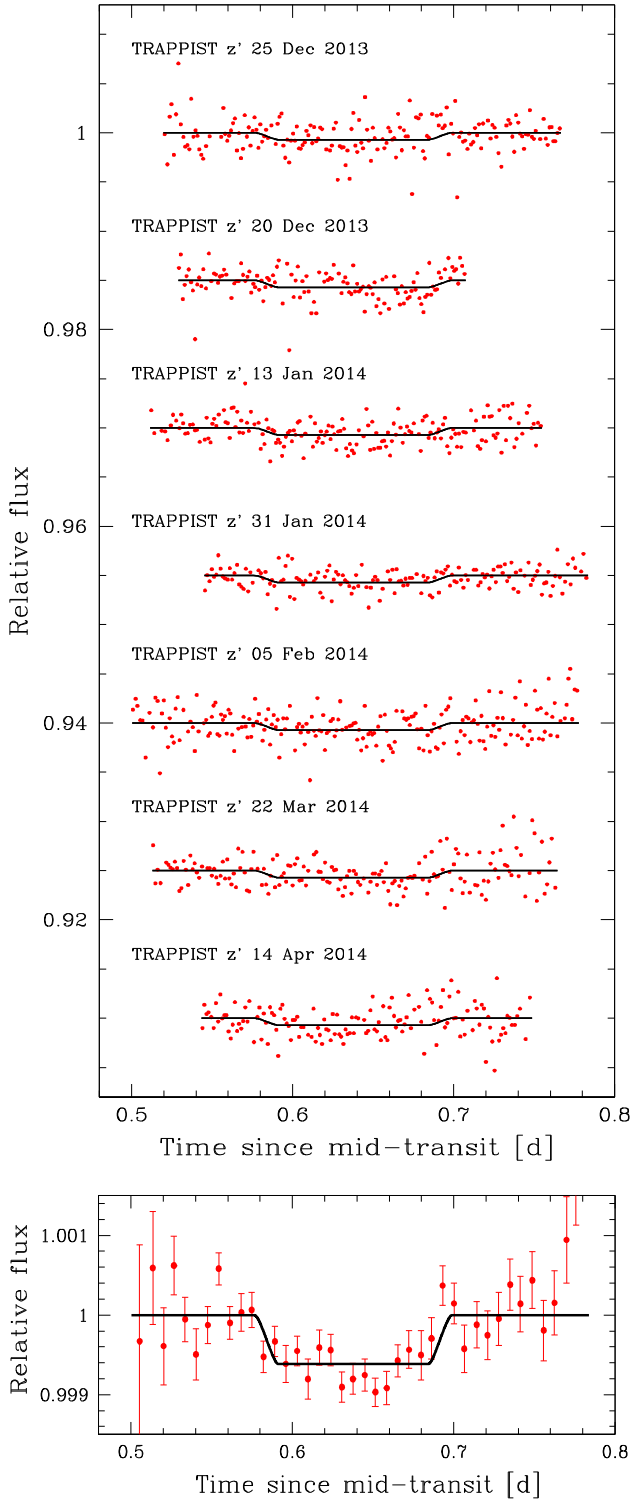 TRAPPIST z' 25 Dec 2013
1
TRAPPIST z' 20 Dec 2013
0.98
TRAPPIST z' 13 Jan 2014
Relative flux
TRAPPIST z' 31 Jan 2014
0.96
TRAPPIST z' 05 Feb 2014
0.94
TRAPPIST z' 22 Mar 2014
0.92
TRAPPIST z' 14 Apr 2014
0.5 0.6 0.7 0.8
Time since mid-transit [d]
Relative flux
1.001
1
0.999
0.5 0.6 0.7 0.8
Time since mid-transit [d]